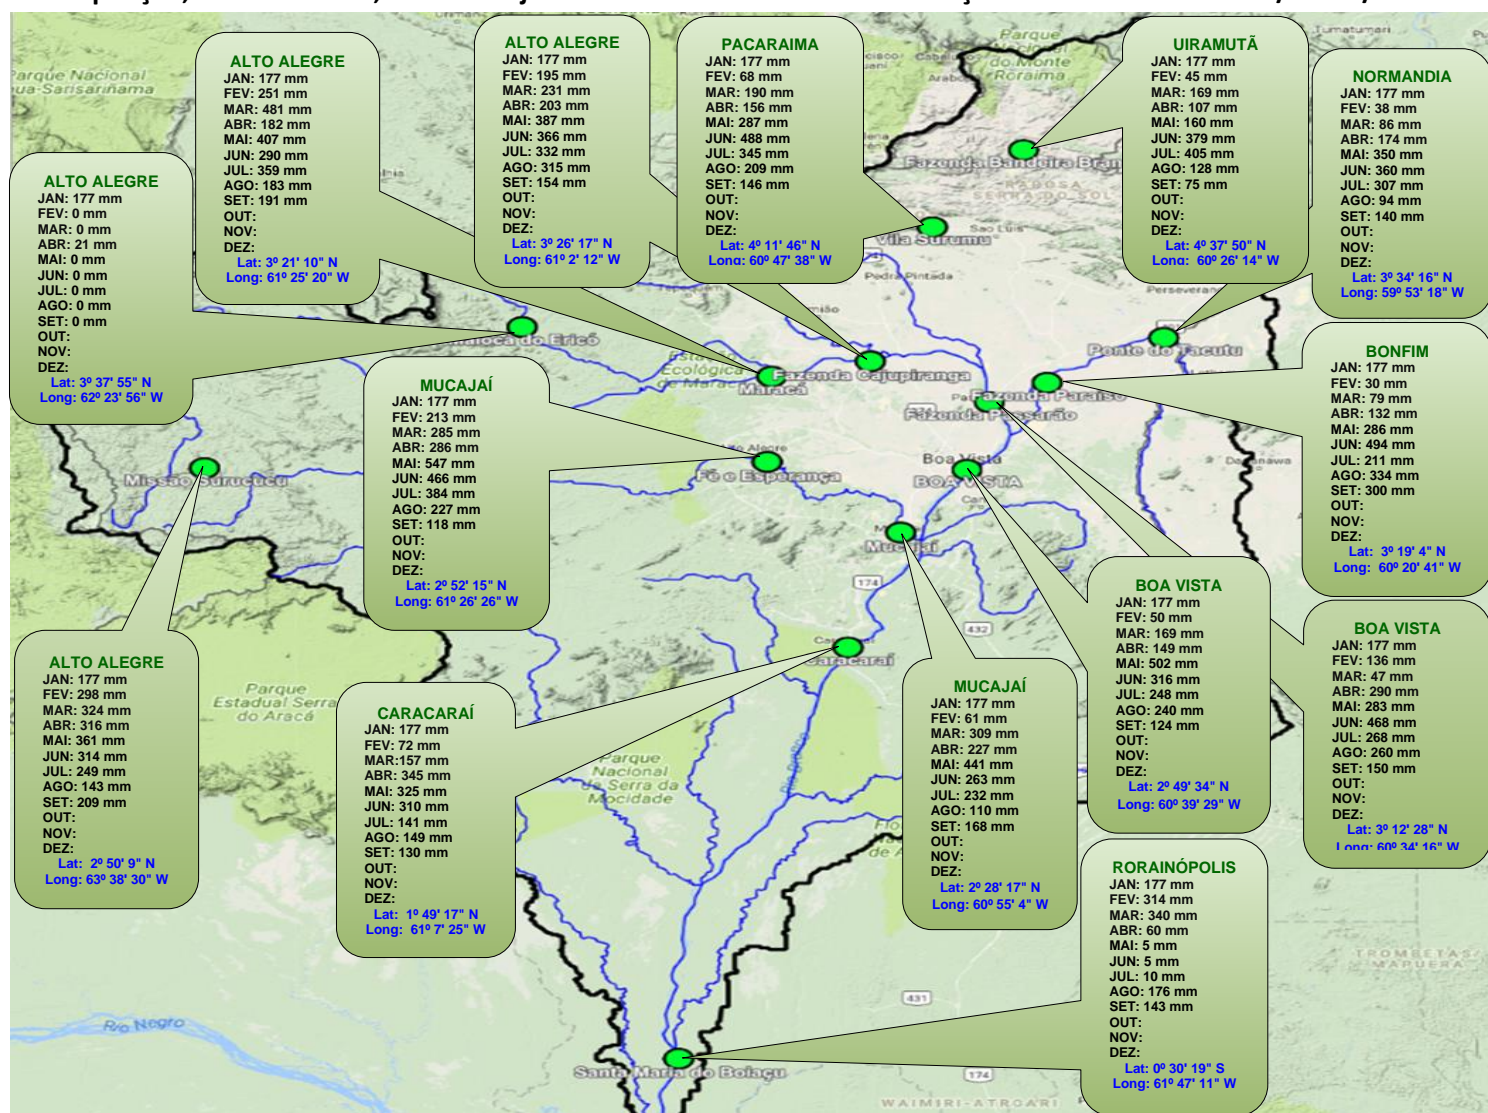 ALTO ALEGRE
JAN: 177 mm
FEV: 251 mm
MAR: 481 mm
ABR: 182 mm
MAI: 407 mm
JUN: 290 mm
JUL: 359 mm
AGO: 183 mm
SET: 191 mm
OUT:
NOV:
DEZ:
Lat: 3º 21' 10" N
Long: 61º 25' 20" W
ALTO ALEGRE
JAN: 177 mm
FEV: 195 mm
MAR: 231 mm
ABR: 203 mm
MAI: 387 mm
JUN: 366 mm
JUL: 332 mm
AGO: 315 mm
SET: 154 mm
OUT:
NOV:
DEZ:
Lat: 3º 26' 17" N
Long: 61º 2' 12" W
PACARAIMA
JAN: 177 mm
FEV: 68 mm
MAR: 190 mm
ABR: 156 mm
MAI: 287 mm
JUN: 488 mm
JUL: 345 mm
AGO: 209 mm
SET: 146 mm
OUT:
NOV:
DEZ:
Lat: 4º 11' 46" N
Long: 60º 47' 38" W
UIRAMUTÃ
JAN: 177 mm
FEV: 45 mm
MAR: 169 mm
ABR: 107 mm
MAI: 160 mm
JUN: 379 mm
JUL: 405 mm
AGO: 128 mm
SET: 75 mm
OUT:
NOV:
DEZ:
Lat: 4º 37' 50" N
Long: 60º 26' 14" W
NORMANDIA
JAN: 177 mm
FEV: 38 mm
MAR: 86 mm
ABR: 174 mm
MAI: 350 mm
JUN: 360 mm
JUL: 307 mm
AGO: 94 mm
SET: 140 mm
OUT:
NOV:
DEZ:
Lat: 3º 34' 16" N
Long: 59º 53' 18" W
ALTO ALEGRE
JAN: 177 mm
FEV: 0 mm
MAR: 0 mm
ABR: 21 mm
MAI: 0 mm
JUN: 0 mm
JUL: 0 mm
AGO: 0 mm
SET: 0 mm
OUT:
NOV:
DEZ:
Lat: 3º 37' 55" N
Long: 62º 23' 56" W
MUCAJAÍ
JAN: 177 mm
FEV: 213 mm
MAR: 285 mm
ABR: 286 mm
MAI: 547 mm
JUN: 466 mm
JUL: 384 mm
AGO: 227 mm
SET: 118 mm
OUT:
NOV:
DEZ:
Lat: 2º 52' 15" N
Long: 61º 26' 26" W
BONFIM
JAN: 177 mm
FEV: 30 mm
MAR: 79 mm
ABR: 132 mm
MAI: 286 mm
JUN: 494 mm
JUL: 211 mm
AGO: 334 mm
SET: 300 mm
OUT:
NOV:
DEZ:
Lat: 3º 19' 4" N
Long: 60º 20' 41" W
BOA VISTA
JAN: 177 mm
FEV: 50 mm
MAR: 169 mm
ABR: 149 mm
MAI: 502 mm
JUN: 316 mm
JUL: 248 mm
AGO: 240 mm
SET: 124 mm
OUT:
NOV:
DEZ:
Lat: 2º 49' 34" N
Long: 60º 39' 29" W
BOA VISTA
JAN: 177 mm
FEV: 136 mm
MAR: 47 mm
ABR: 290 mm
MAI: 283 mm
JUN: 468 mm
JUL: 268 mm
AGO: 260 mm
SET: 150 mm
OUT:
NOV:
DEZ:
Lat: 3º 12' 28" N
Long: 60º 34' 16" W
ALTO ALEGRE
JAN: 177 mm
FEV: 298 mm
MAR: 324 mm
ABR: 316 mm
MAI: 361 mm
JUN: 314 mm
JUL: 249 mm
AGO: 143 mm
SET: 209 mm
OUT:
NOV:
DEZ:
Lat: 2º 50' 9" N
Long: 63º 38' 30" W
CARACARAÍ
JAN: 177 mm
FEV: 72 mm
MAR:157 mm
ABR: 345 mm
MAI: 325 mm
JUN: 310 mm
JUL: 141 mm
AGO: 149 mm
SET: 130 mm
OUT:
NOV:
DEZ:
Lat: 1º 49' 17" N
Long: 61º 7' 25" W
MUCAJAÍ
JAN: 177 mm
FEV: 61 mm
MAR: 309 mm
ABR: 227 mm
MAI: 441 mm
JUN: 263 mm
JUL: 232 mm
AGO: 110 mm
SET: 168 mm
OUT:
NOV:
DEZ:
Lat: 2º 28' 17" N
Long: 60º 55' 4" W
RORAINÓPOLIS
JAN: 177 mm
FEV: 314 mm
MAR: 340 mm
ABR: 60 mm
MAI: 5 mm
JUN: 5 mm
JUL: 10 mm
AGO: 176 mm
SET: 143 mm
OUT:
NOV:
DEZ:
Lat: 0º 30' 19" S
Long: 61º 47' 11" W
Parque
do Monte
Roraima
Tumatumari
Fazenda Bandeira
SERRA DO SOL
Vila Surumu
Sao Luis
Pedra Pintada
Ponte do Tacutu
Estação
Ecológica
de Maracá
Maracá
Fazenda Cajupiranga
Fazenda Paraíso
Fazenda Passarão
Missão Surucucu
Fé e Esperança
Boa Vista
BOA VISTA
Mucajaí
174
432
Caracaraí
Parque
Estadual Serra
do Aracá
Parque
Nacional
da Serra da
Mocidade
Rio Branco
Rio Negro
431
174
Santa Maria do Boiaçu
WAIMIRI-ATROARI
TROMBETAS/
MAPUERA